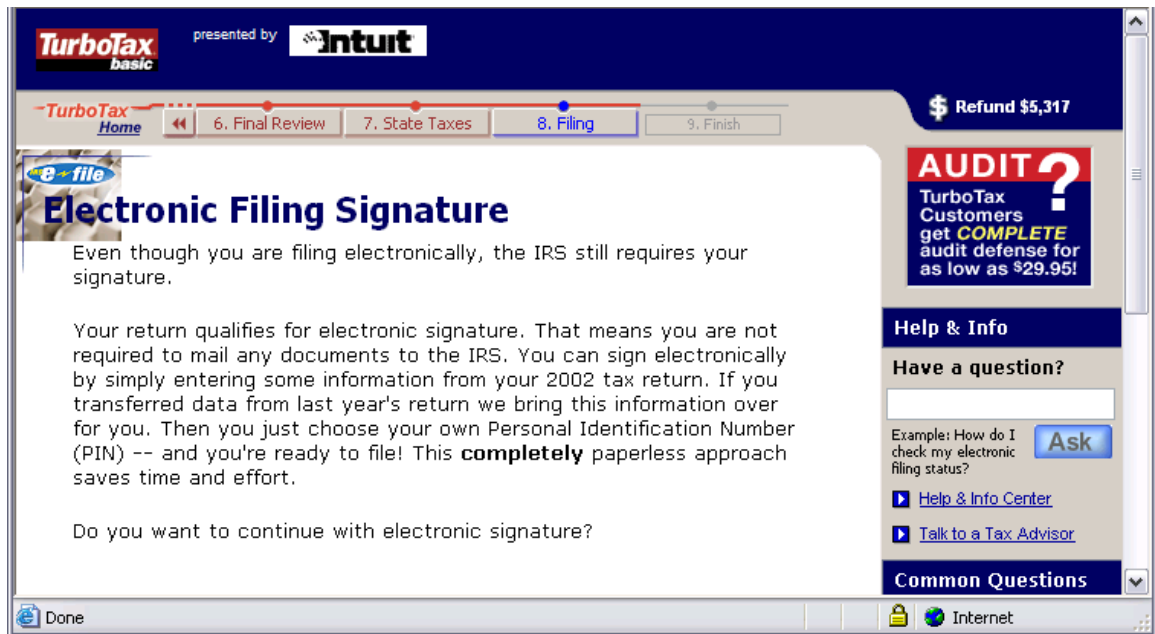 TurboTax
basic
presented by
Intuit
TurboTax
Home
6. Final Review
7. State Taxes
8. Filing
9. Finish
$ Refund $5,317
e-file
Electronic Filing Signature
Even though you are filing electronically, the IRS still requires your
signature.
Your return qualifies for electronic signature. That means you are not
required to mail any documents to the IRS. You can sign electronically
by simply entering some information from your 2002 tax return. If you
transferred data from last year's return we bring this information over
for you. Then you just choose your own Personal Identification Number
(PIN) -- and you're ready to file! This completely paperless approach
saves time and effort.
Do you want to continue with electronic signature?
AUDIT?
TurboTax
Customers
get COMPLETE
audit defense for
as low as $29.95!
Help & Info
Have a question?
Example: How do I
check my electronic
filing status?
Ask
Help & Info Center
Talk to a Tax Advisor
Common Questions
Done
Internet